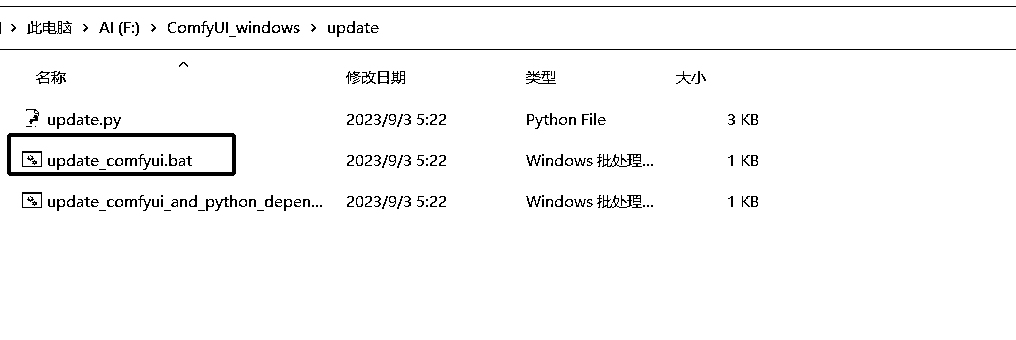 此电脑 > AI (F:) > ComfyUI_windows > update
名称 修改日期 类型 大小
update.py 2023/9/3 5:22 Python File 3 KB
update_comfyui.bat 2023/9/3 5:22 Windows 批处理... 1 KB
update_comfyui_and_python_depen... 2023/9/3 5:22 Windows 批处理... 1 KB